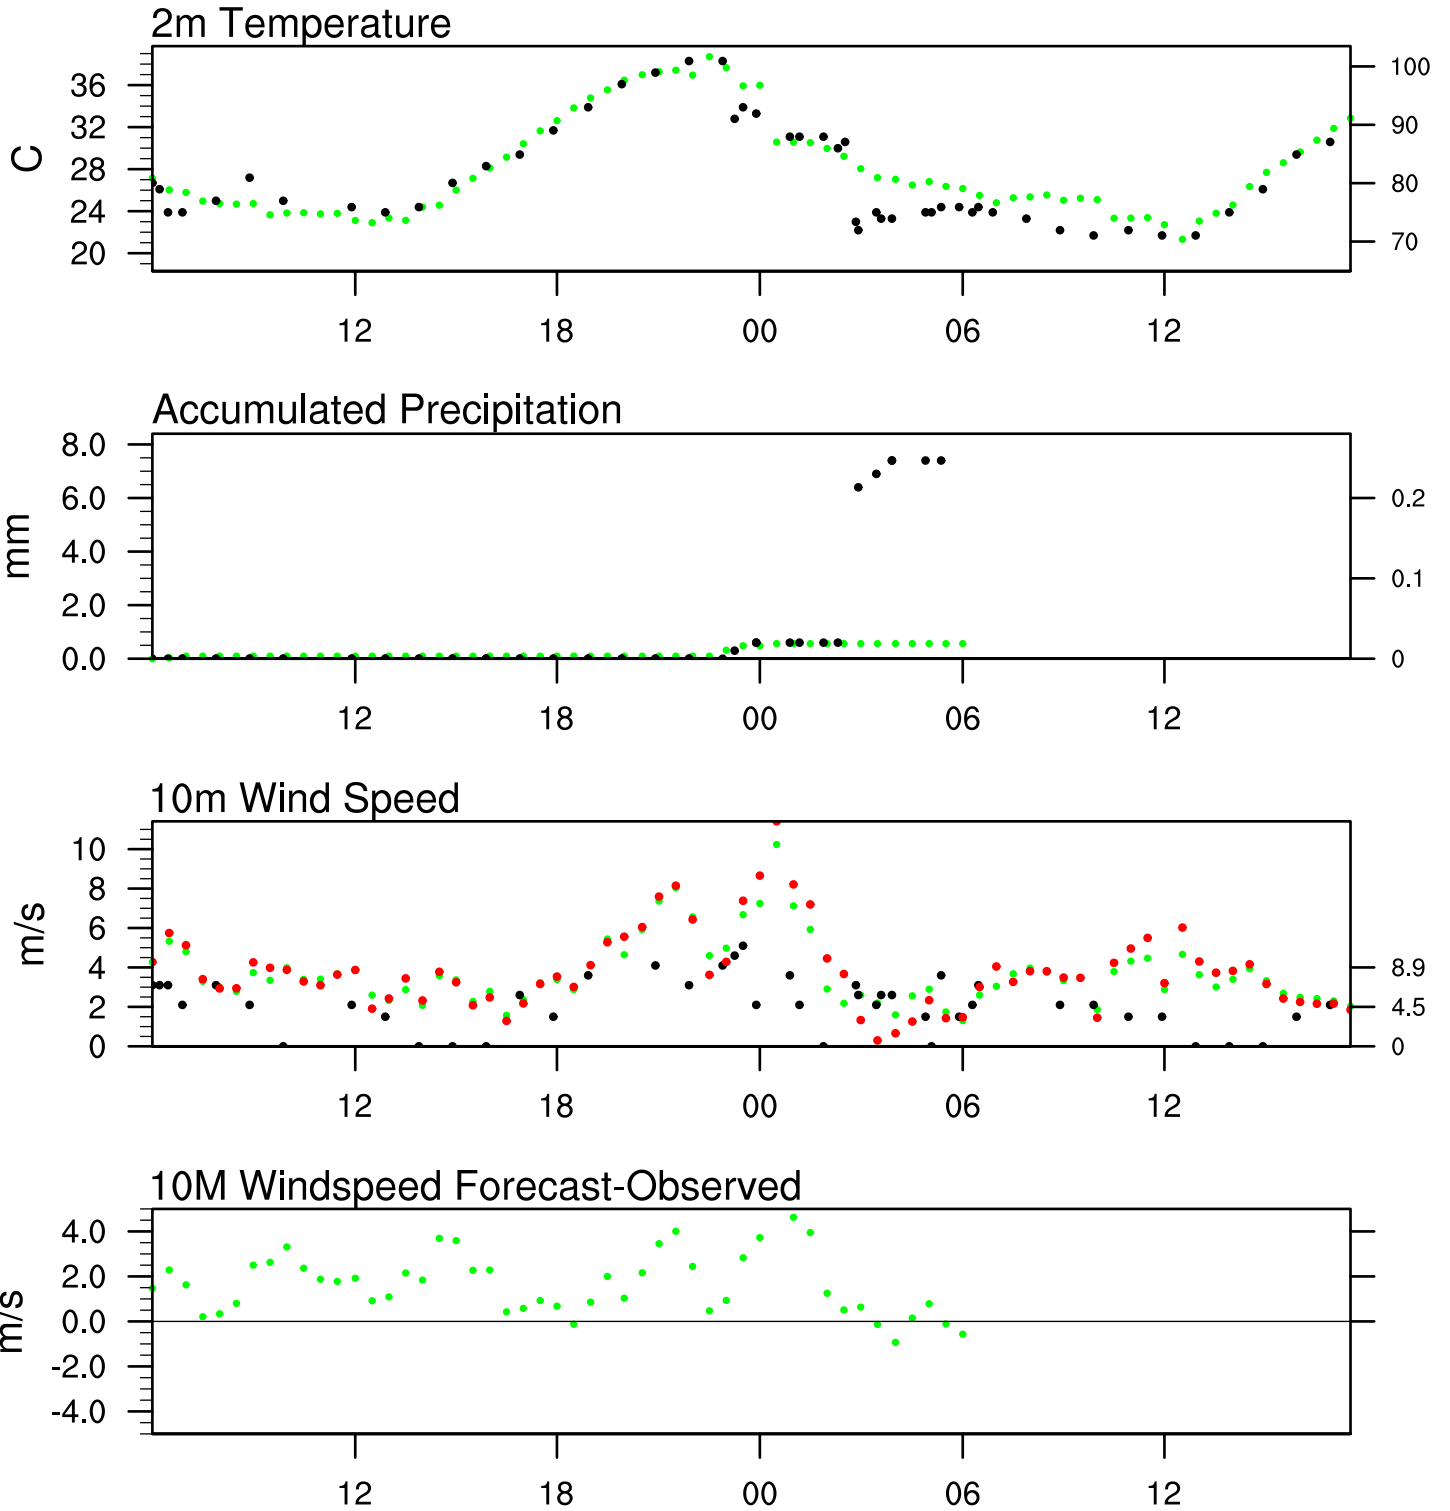 2m Temperature
C
36
32
28
24
20
100
90
80
70
12 18 00 06 12
Accumulated Precipitation
mm
8.0
6.0
4.0
2.0
0.0
0.2
0.1
0
12 18 00 06 12
10m Wind Speed
m/s
10
8
6
4
2
0
8.9
4.5
0
12 18 00 06 12
10M Windspeed Forecast-Observed
m/s
4.0
2.0
0.0
-2.0
-4.0
12 18 00 06 12